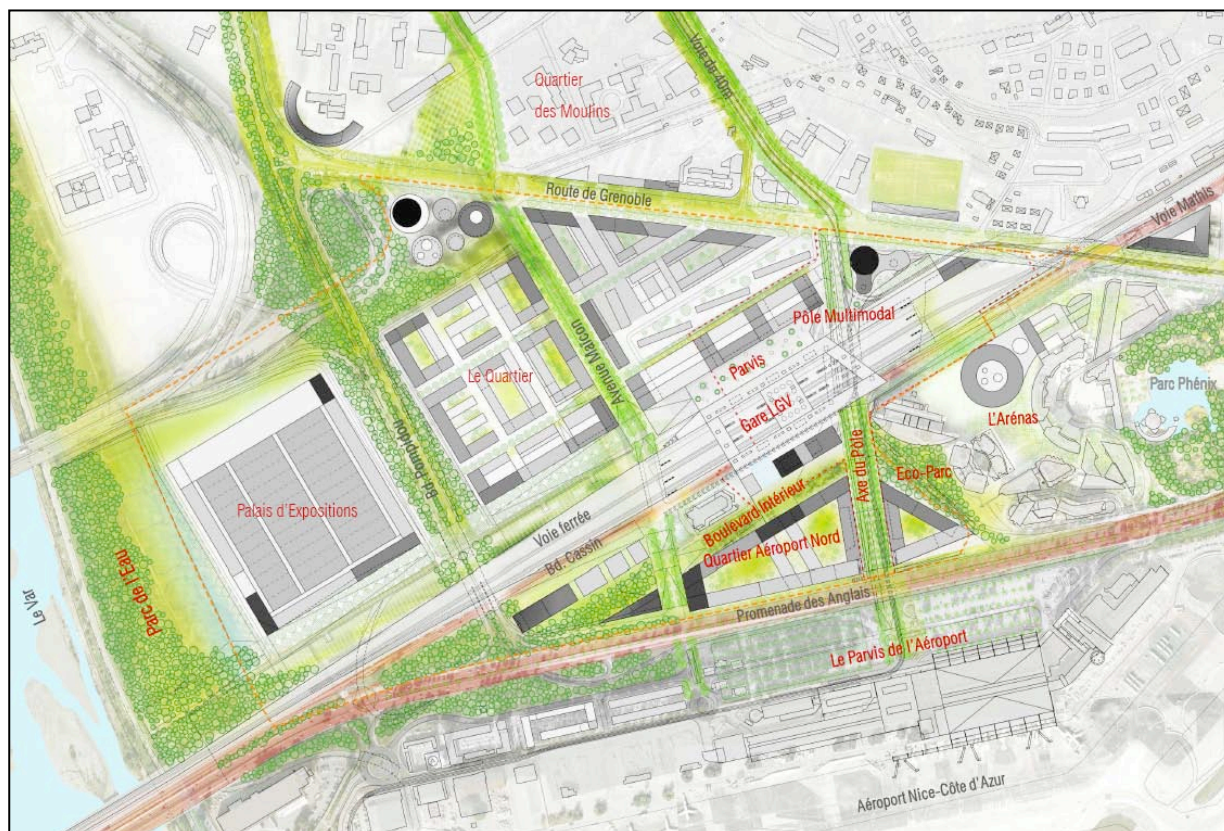 Voie de 40m
Quartier
des Moulins
Route de Grenoble
Voie Mathis
Pôle Multimodal
Parvis
Avenue Maicon
Le Quartier
Gare LGV
Parc Phénix
L'Arénas
Bd. Pompidou
Axe du Pôle
Eco-Parc
Palais d'Expositions
Voie ferrée
Boulevard Intérieur
Bd. Cassin
Quartier Aéroport Nord
Le Var
Parc de l'Eau
Promenade des Anglais
Le Parvis de l'Aéroport
Aéroport Nice-Côte d'Azur